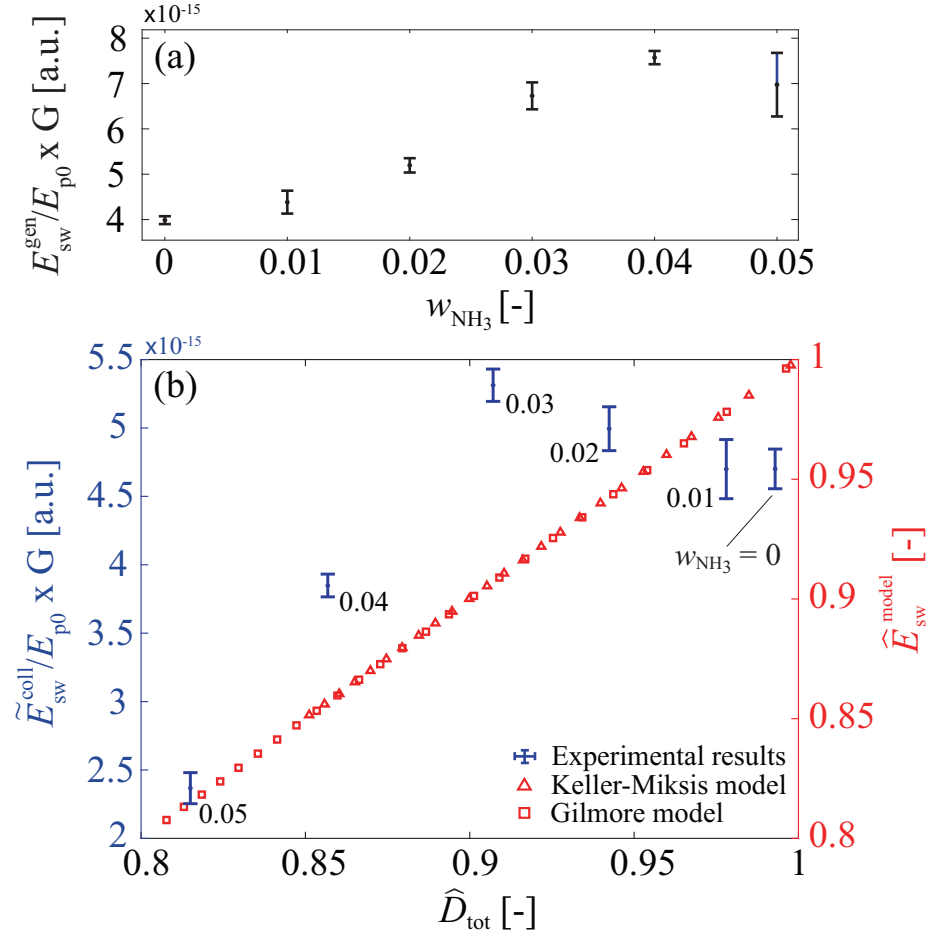 x10^-15
(a)
E_sw^gen/E_p0 x G [a.u.]
8
7
6
5
4
0 0.01 0.02 0.03 0.04 0.05
w_NH3 [-]
x10^-15
(b)
Ẽ_sw^coll/E_p0 x G [a.u.]
5.5
5
4.5
4
3.5
3
2.5
2
1
0.95
0.9
0.85
0.8
Ê_sw^model [-]
0.03
0.02
0.01
w_NH3 = 0
0.04
0.05
Experimental results
Keller-Miksis model
Gilmore model
0.8 0.85 0.9 0.95 1
D̂_tot [-]